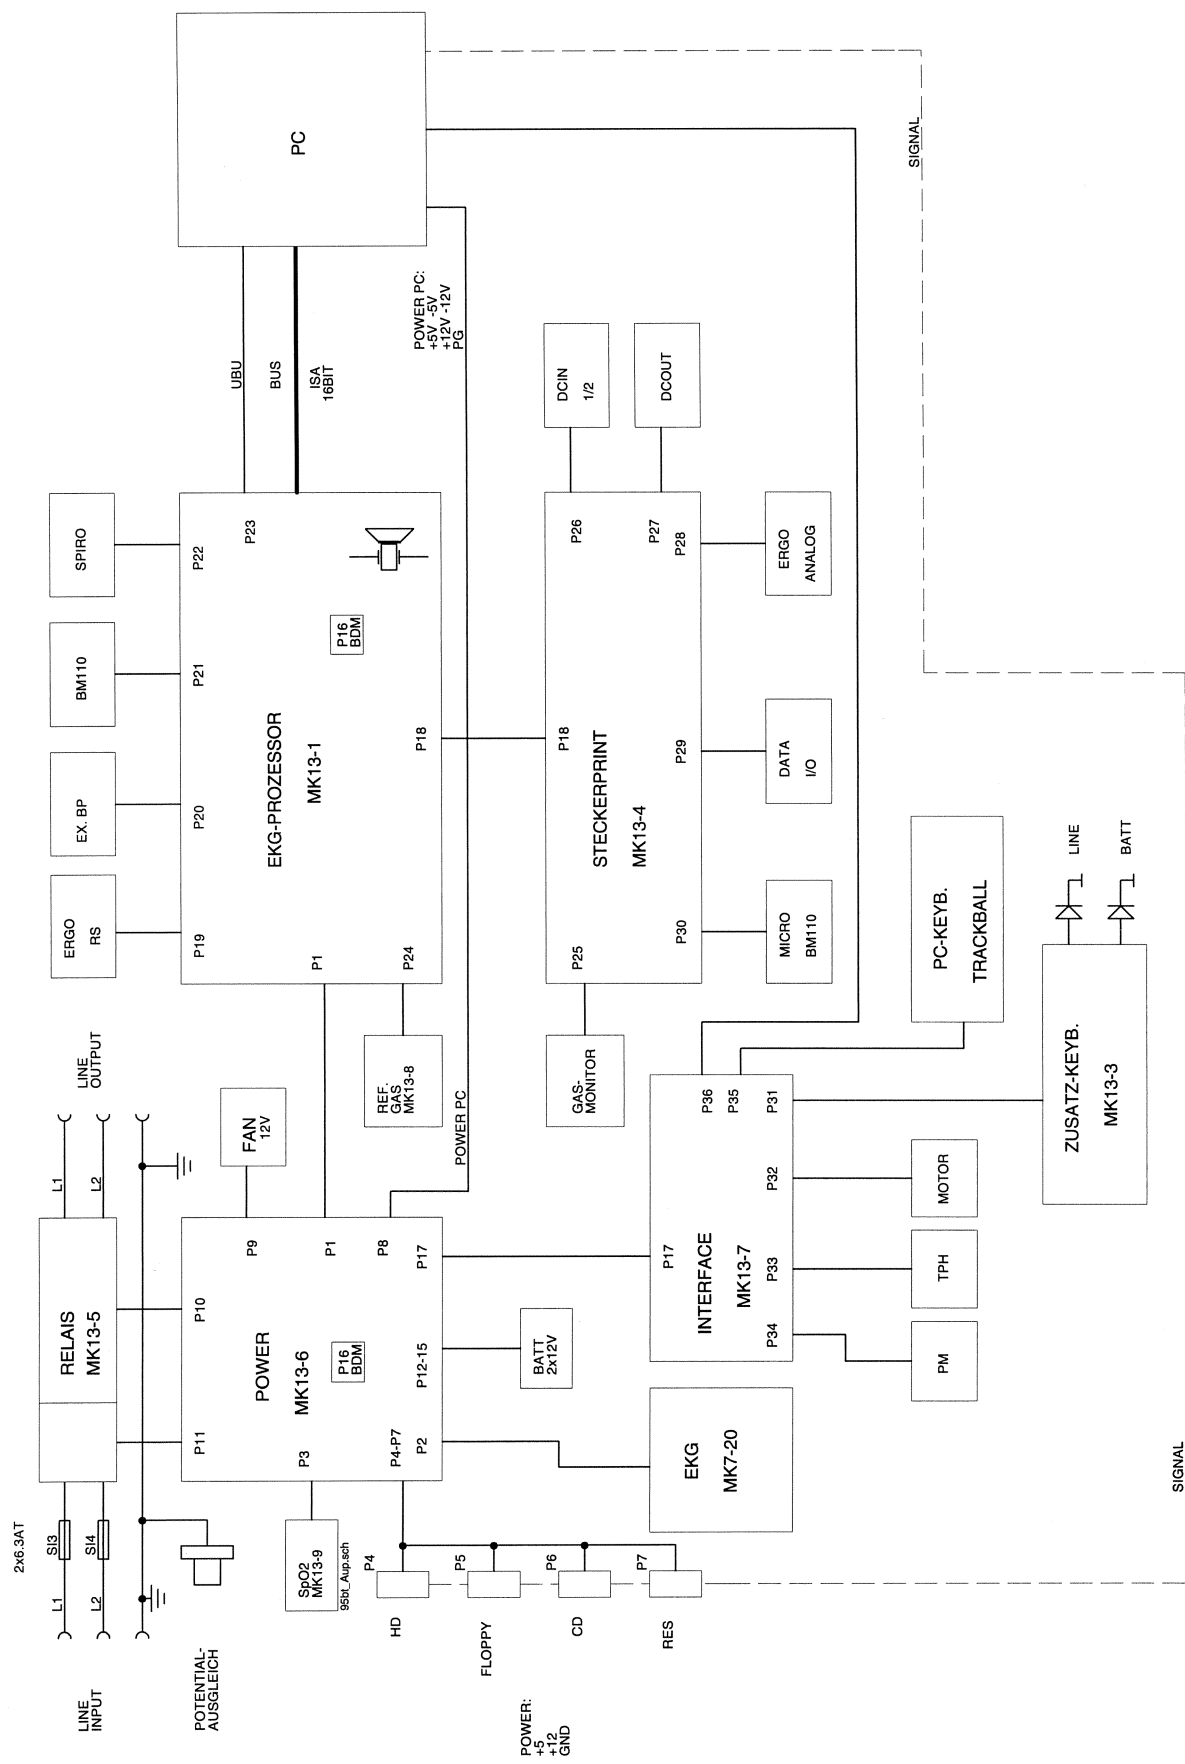 LINE
INPUT
L1
L2
2x6.3AT
SI3
SI4
RELAIS
MK13-5
L1
L2
LINE
OUTPUT
POTENTIAL-
AUSGLEICH
P11
P10
POWER
MK13-6
P16
BDM
P3
P9
P1
P8
P4-P7
P2
P12-15
P17
FAN
12V
SpO2
MK13-9
95bt_Aup.sch
BATT
2x12V
POWER:
+5
+12
GND
HD
P4
FLOPPY
P5
CD
P6
RES
P7
EKG
MK7-20
ERGO
RS
EX. BP
BM110
SPIRO
P19
P20
P21
P22
P23
EKG-PROZESSOR
MK13-1
P16
BDM
P1
P24
P18
REF.
GAS
MK13-8
POWER PC
UBU
BUS
ISA
16BIT
PC
POWER PC:
+5V -5V
+12V -12V
PG
DCIN
1/2
DCOUT
P18
P26
P27
P28
STECKERPRINT
MK13-4
P25
P30
P29
GAS-
MONITOR
MICRO
BM110
DATA
I/O
ERGO
ANALOG
P17
INTERFACE
MK13-7
P36
P35
P31
P32
P33
P34
PM
TPH
MOTOR
PC-KEYB.
TRACKBALL
ZUSATZ-KEYB.
MK13-3
LINE
BATT
SIGNAL
SIGNAL